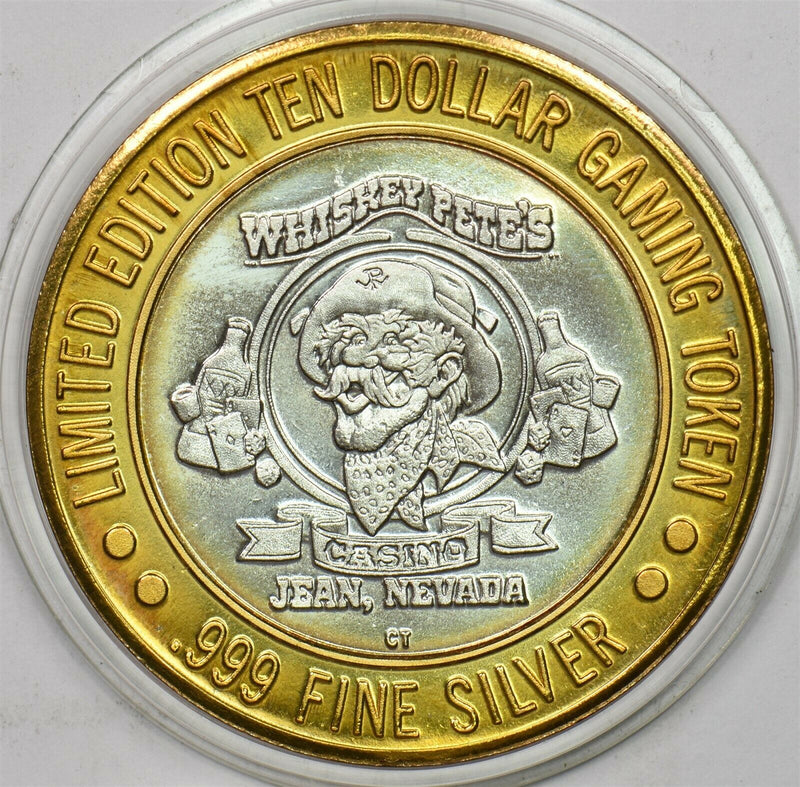 LIMITED EDITION TEN DOLLAR GAMING TOKEN
WHISKEY PETE'S
CASINO
JEAN, NEVADA
CT
.999 FINE SILVER